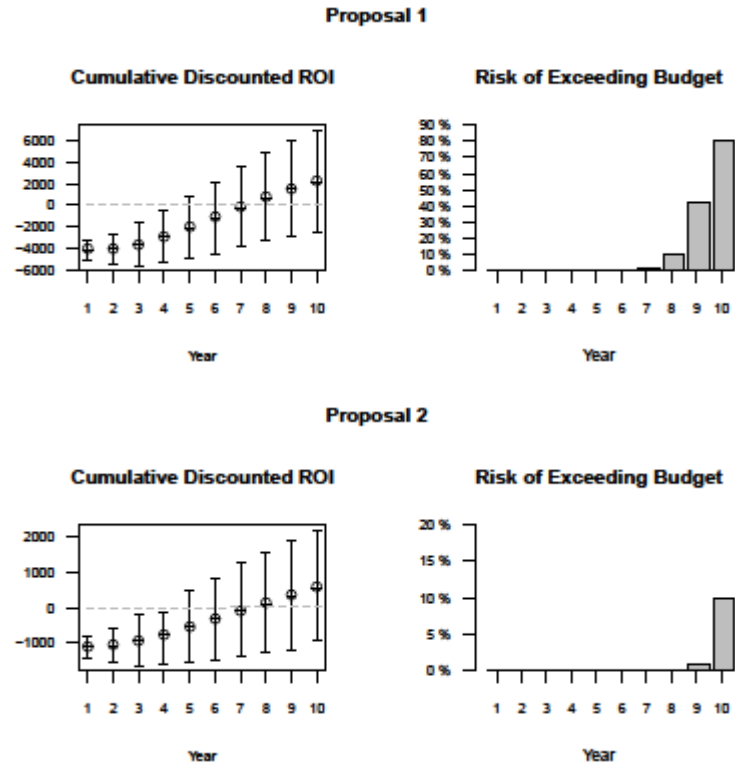 Proposal 1
Cumulative Discounted ROI
6000
4000
2000
0
−2000
−4000
−6000
1 2 3 4 5 6 7 8 9 10
Year
Risk of Exceeding Budget
90 %
80 %
70 %
60 %
50 %
40 %
30 %
20 %
10 %
0 %
1 2 3 4 5 6 7 8 9 10
Year
Proposal 2
Cumulative Discounted ROI
2000
1000
0
−1000
1 2 3 4 5 6 7 8 9 10
Year
Risk of Exceeding Budget
20 %
15 %
10 %
5 %
0 %
1 2 3 4 5 6 7 8 9 10
Year